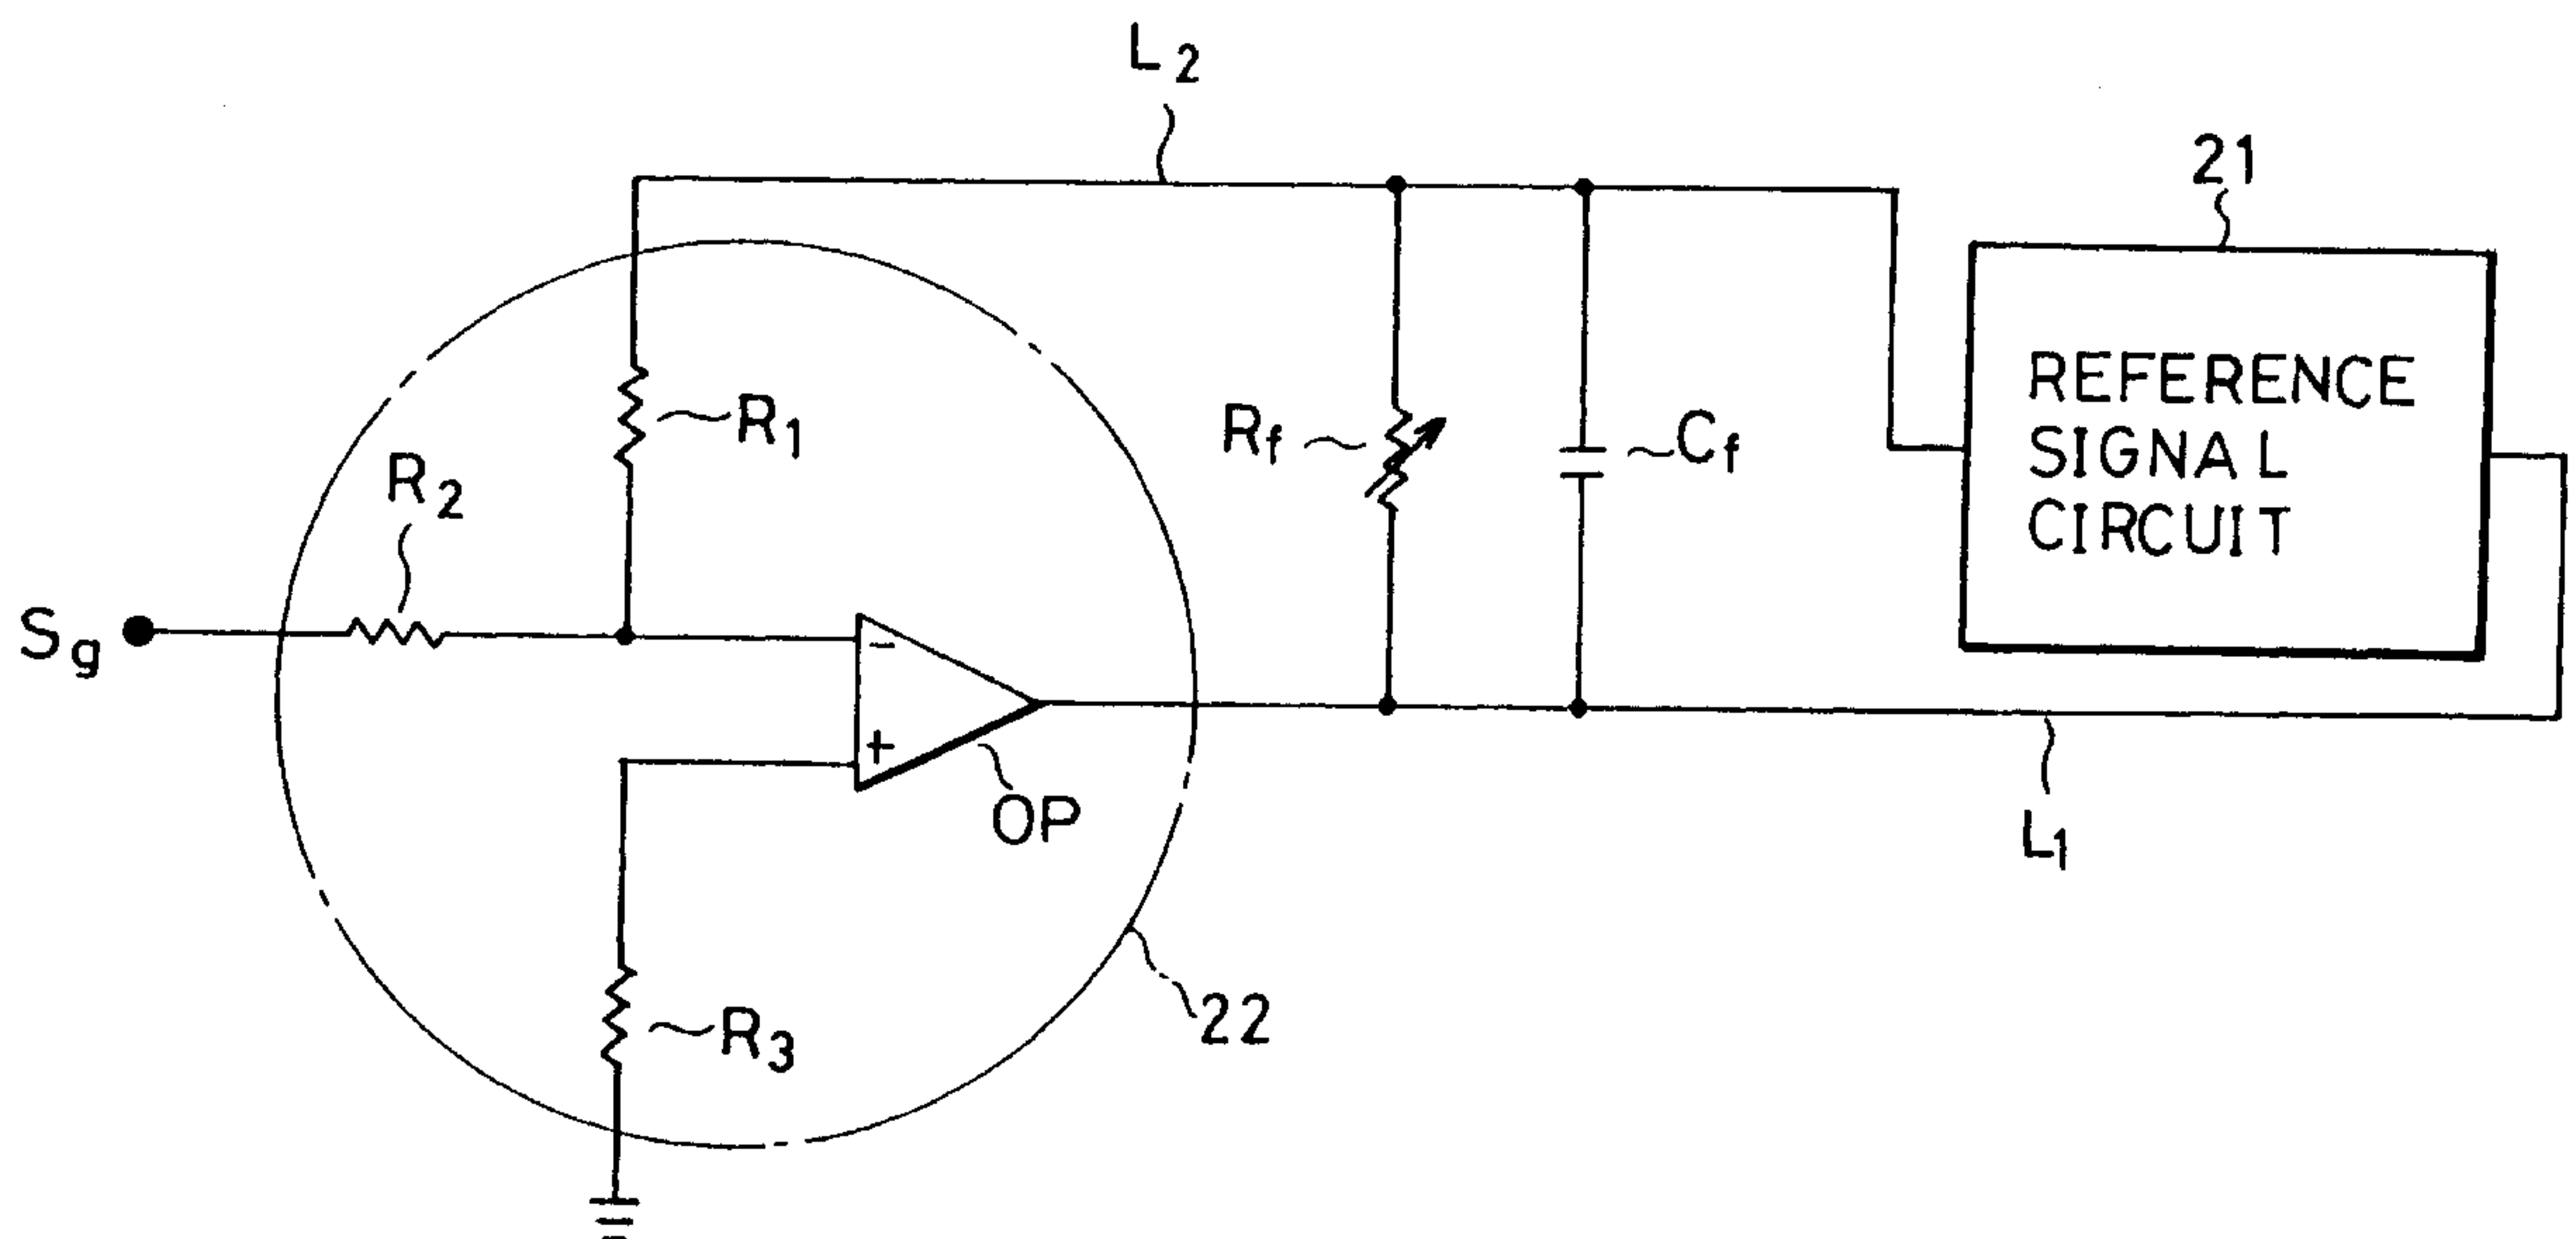 L2
21
REFERENCE
SIGNAL
CIRCUIT
R1
Rf
Cf
R2
Sg
-
+
OP
L1
22
R3